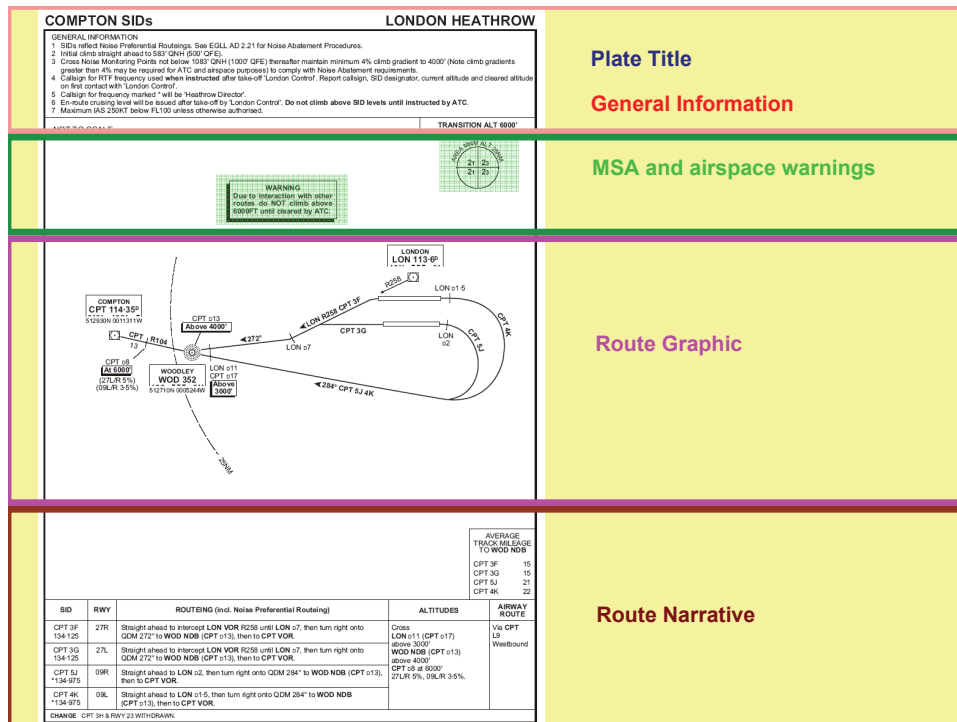 COMPTON SIDs
LONDON HEATHROW
GENERAL INFORMATION
1 SIDs reflect Noise Preferential Routeings. See EGLL AD 2.21 for Noise Abatement Procedures.
2 Initial climb straight ahead to 583' QNH (500' QFE).
3 Cross Noise Monitoring Points not below 1083' QNH (1000' QFE) thereafter maintain minimum 4% climb gradient to 4000' (Note climb gradients
greater than 4% may be required for ATC and airspace purposes) to comply with Noise Abatement requirements.
4 Callsign for RTF frequency used when instructed after take-off 'London Control'. Report callsign, SID designator, current altitude and cleared altitude
on first contact with 'London Control'.
5 Callsign for frequency marked * will be 'Heathrow Director'.
6 En-route cruising level will be issued after take-off by 'London Control'. Do not climb above SID levels until instructed by ATC.
7 Maximum IAS 250KT below FL100 unless otherwise authorised.
NOT TO SCALE
TRANSITION ALT 6000'
Plate Title
General Information
AREA MNM ALT 25NM
21 23
21 23
WARNING
Due to interaction with other
routes do NOT climb above
6000FT until cleared by ATC.
MSA and airspace warnings
LONDON
LON 113·6ᴰ
R258
LON D1·5
COMPTON
CPT 114·35ᴰ
512930N 0011311W
CPT D13
Above 4000'
LON R258 CPT 3F
CPT 3G
CPT 4K
CPT 5J
LON
D2
CPT R104
13
272°
LON D7
CPT D8
At 6000'
(27L/R 5%)
(09L/R 3·5%)
WOODLEY
WOD 352
512710N 0005244W
LON D11
CPT D17
Above
3000'
284° CPT 5J 4K
25NM
Route Graphic
AVERAGE
TRACK MILEAGE
TO WOD NDB
CPT 3F 15
CPT 3G 15
CPT 5J 21
CPT 4K 22
SID RWY ROUTEING (incl. Noise Preferential Routeing) ALTITUDES AIRWAY
ROUTE
CPT 3F
134·125
27R
Straight ahead to intercept LON VOR R258 until LON D7, then turn right onto
QDM 272° to WOD NDB (CPT D13), then to CPT VOR.
CPT 3G
134·125
27L
Straight ahead to intercept LON VOR R258 until LON D7, then turn right onto
QDM 272° to WOD NDB (CPT D13), then to CPT VOR.
CPT 5J
*134·975
09R
Straight ahead to LON D2, then turn right onto QDM 284° to WOD NDB (CPT D13),
then to CPT VOR.
CPT 4K
*134·975
09L
Straight ahead to LON D1·5, then turn right onto QDM 284° to WOD NDB
(CPT D13), then to CPT VOR.
Cross
LON D11 (CPT D17)
above 3000'
WOD NDB (CPT D13)
above 4000'
CPT D8 at 6000'
27L/R 5%, 09L/R 3·5%.
Via CPT
L9
Westbound
CHANGE CPT 3H & RWY 23 WITHDRAWN.
Route Narrative